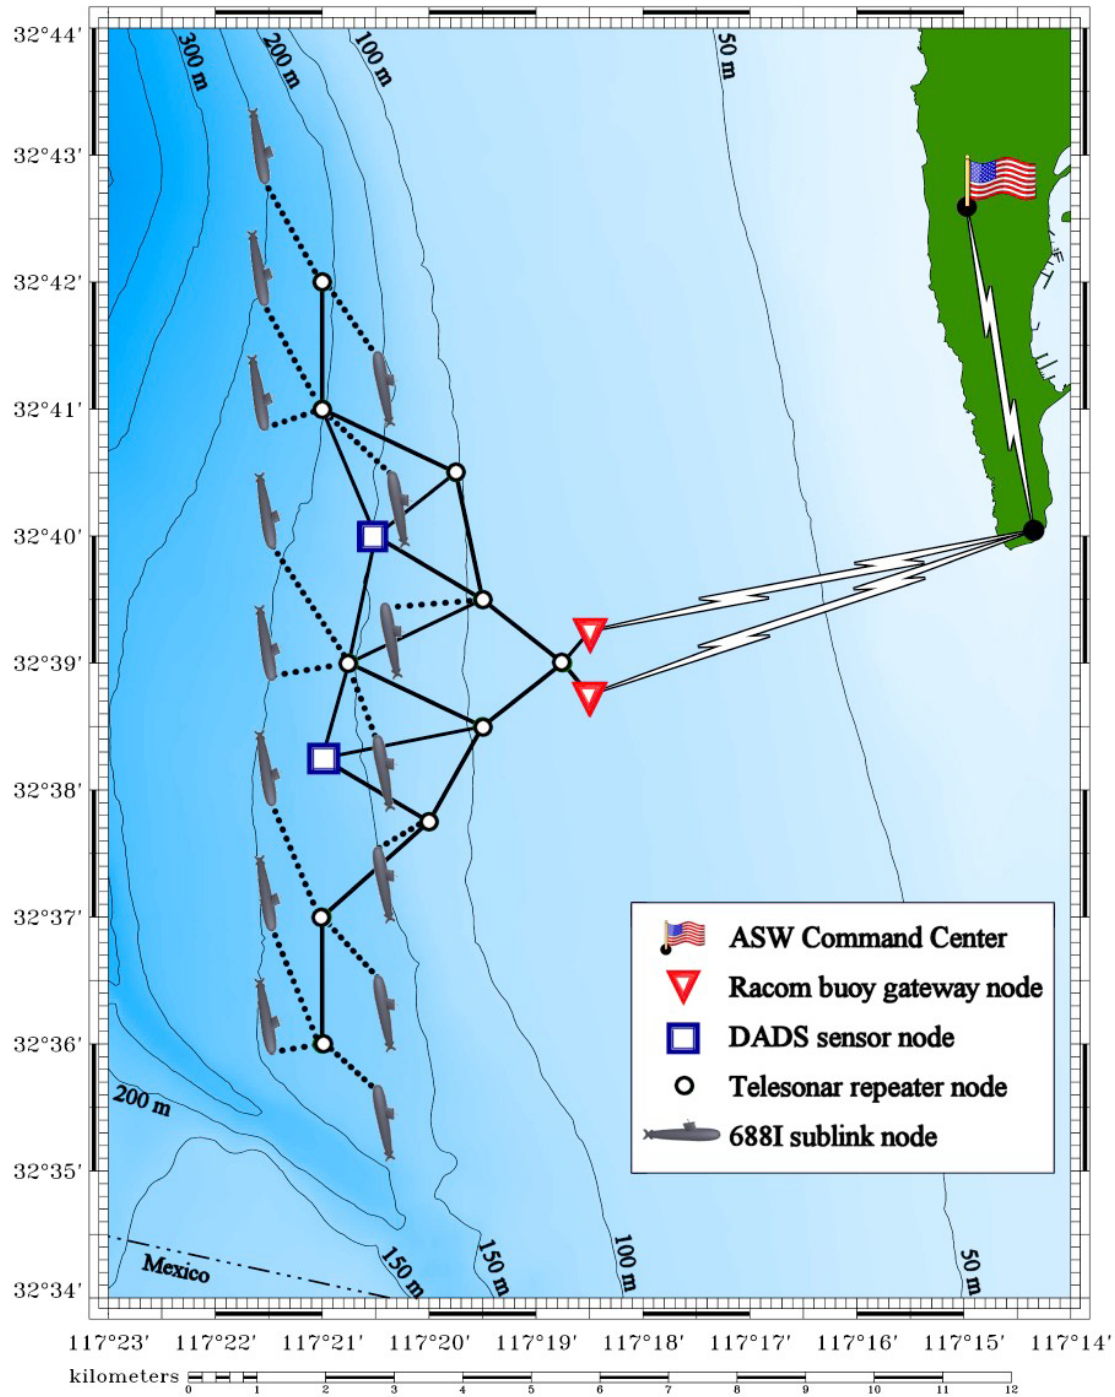 32°44'
300 m
200 m
100 m
50 m
32°43'
32°42'
32°41'
32°40'
32°39'
32°38'
32°37'
32°36'
32°35'
32°34'
ASW Command Center
Racom buoy gateway node
DADS sensor node
Telesonar repeater node
688I sublink node
200 m
Mexico
150 m
150 m
100 m
50 m
117°23' 117°22' 117°21' 117°20' 117°19' 117°18' 117°17' 117°16' 117°15' 117°14'
kilometers
0 1 2 3 4 5 6 7 8 9 10 11 12